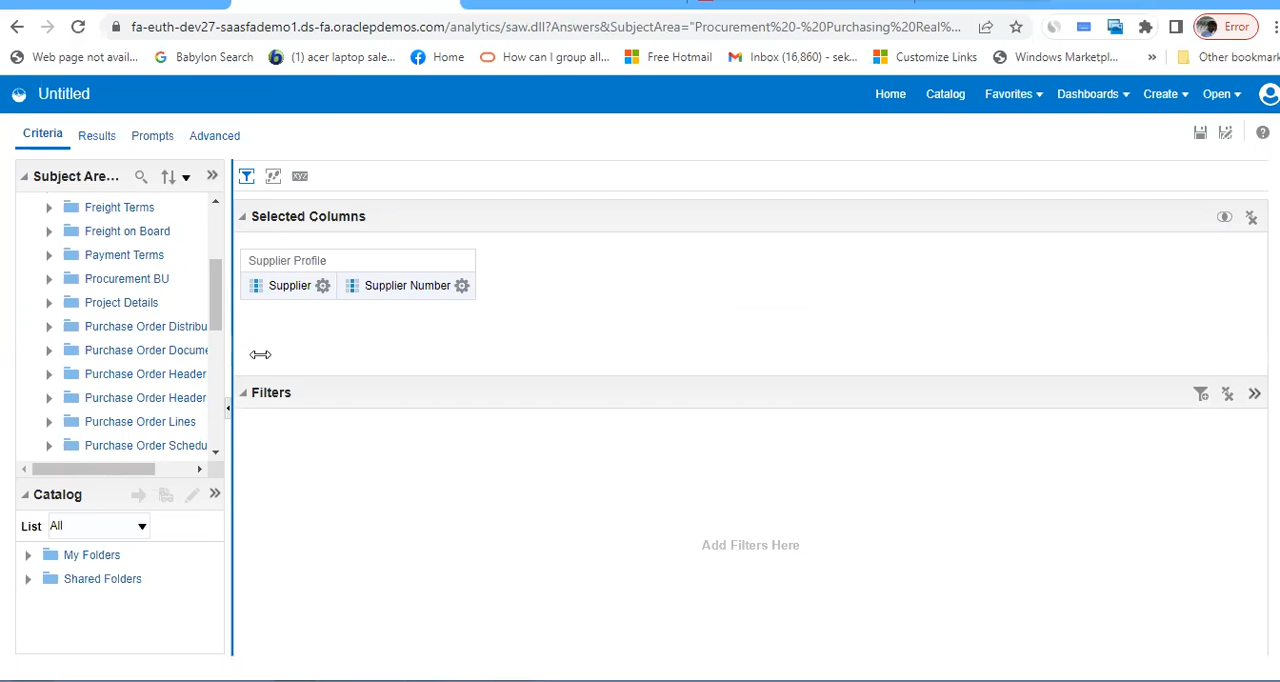 fa-euth-dev27-saasfademo1.ds-fa.oraclepdemos.com/analytics/saw.dll?Answers&SubjectArea="Procurement%20-%20Purchasing%20Real%...
Error
Web page not avail...
Babylon Search
(1) acer laptop sale...
Home
How can I group all...
Free Hotmail
Inbox (16,860) - sek...
Customize Links
Windows Marketpl...
»
Other bookmark
Untitled
Home
Catalog
Favorites
Dashboards
Create
Open
Criteria
Results
Prompts
Advanced
Subject Are...
Freight Terms
Freight on Board
Payment Terms
Procurement BU
Project Details
Purchase Order Distribu
Purchase Order Docume
Purchase Order Header
Purchase Order Header
Purchase Order Lines
Purchase Order Schedu
Catalog
List All
My Folders
Shared Folders
XYZ
Selected Columns
Supplier Profile
Supplier
Supplier Number
Filters
Add Filters Here